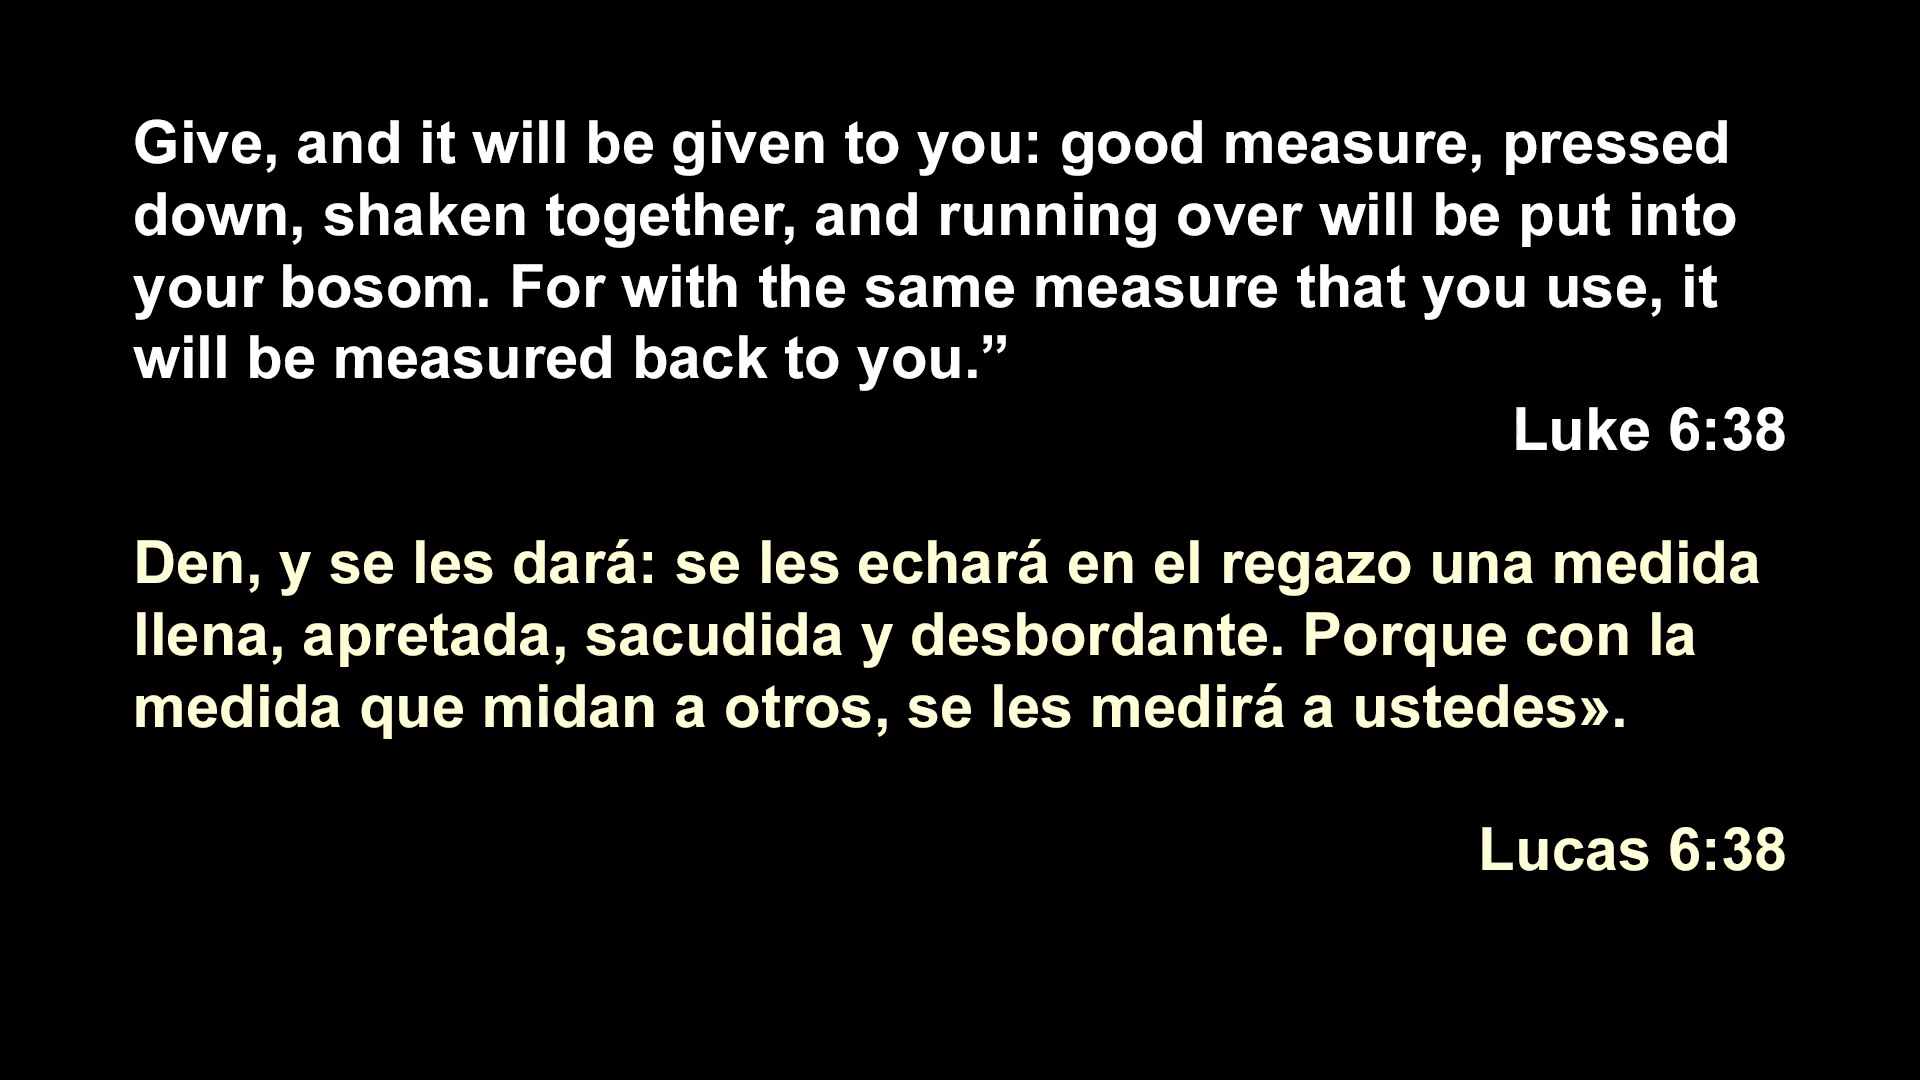 Give, and it will be given to you: good measure, pressed
down, shaken together, and running over will be put into
your bosom. For with the same measure that you use, it
will be measured back to you.”
Luke 6:38
Den, y se les dará: se les echará en el regazo una medida
llena, apretada, sacudida y desbordante. Porque con la
medida que midan a otros, se les medirá a ustedes».
Lucas 6:38